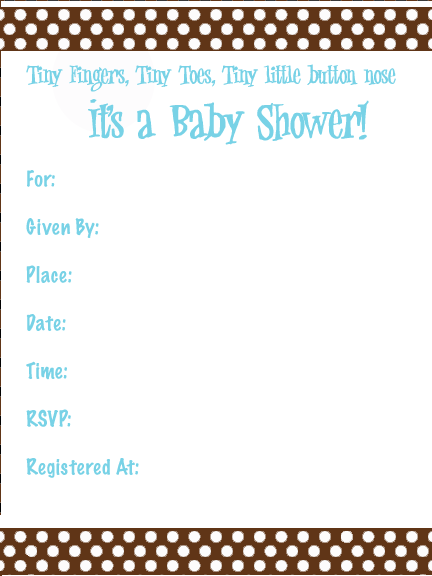 Tiny Fingers, Tiny Toes, Tiny little button nose
It's a Baby Shower!
For:
Given By:
Place:
Date:
Time:
RSVP:
Registered At: